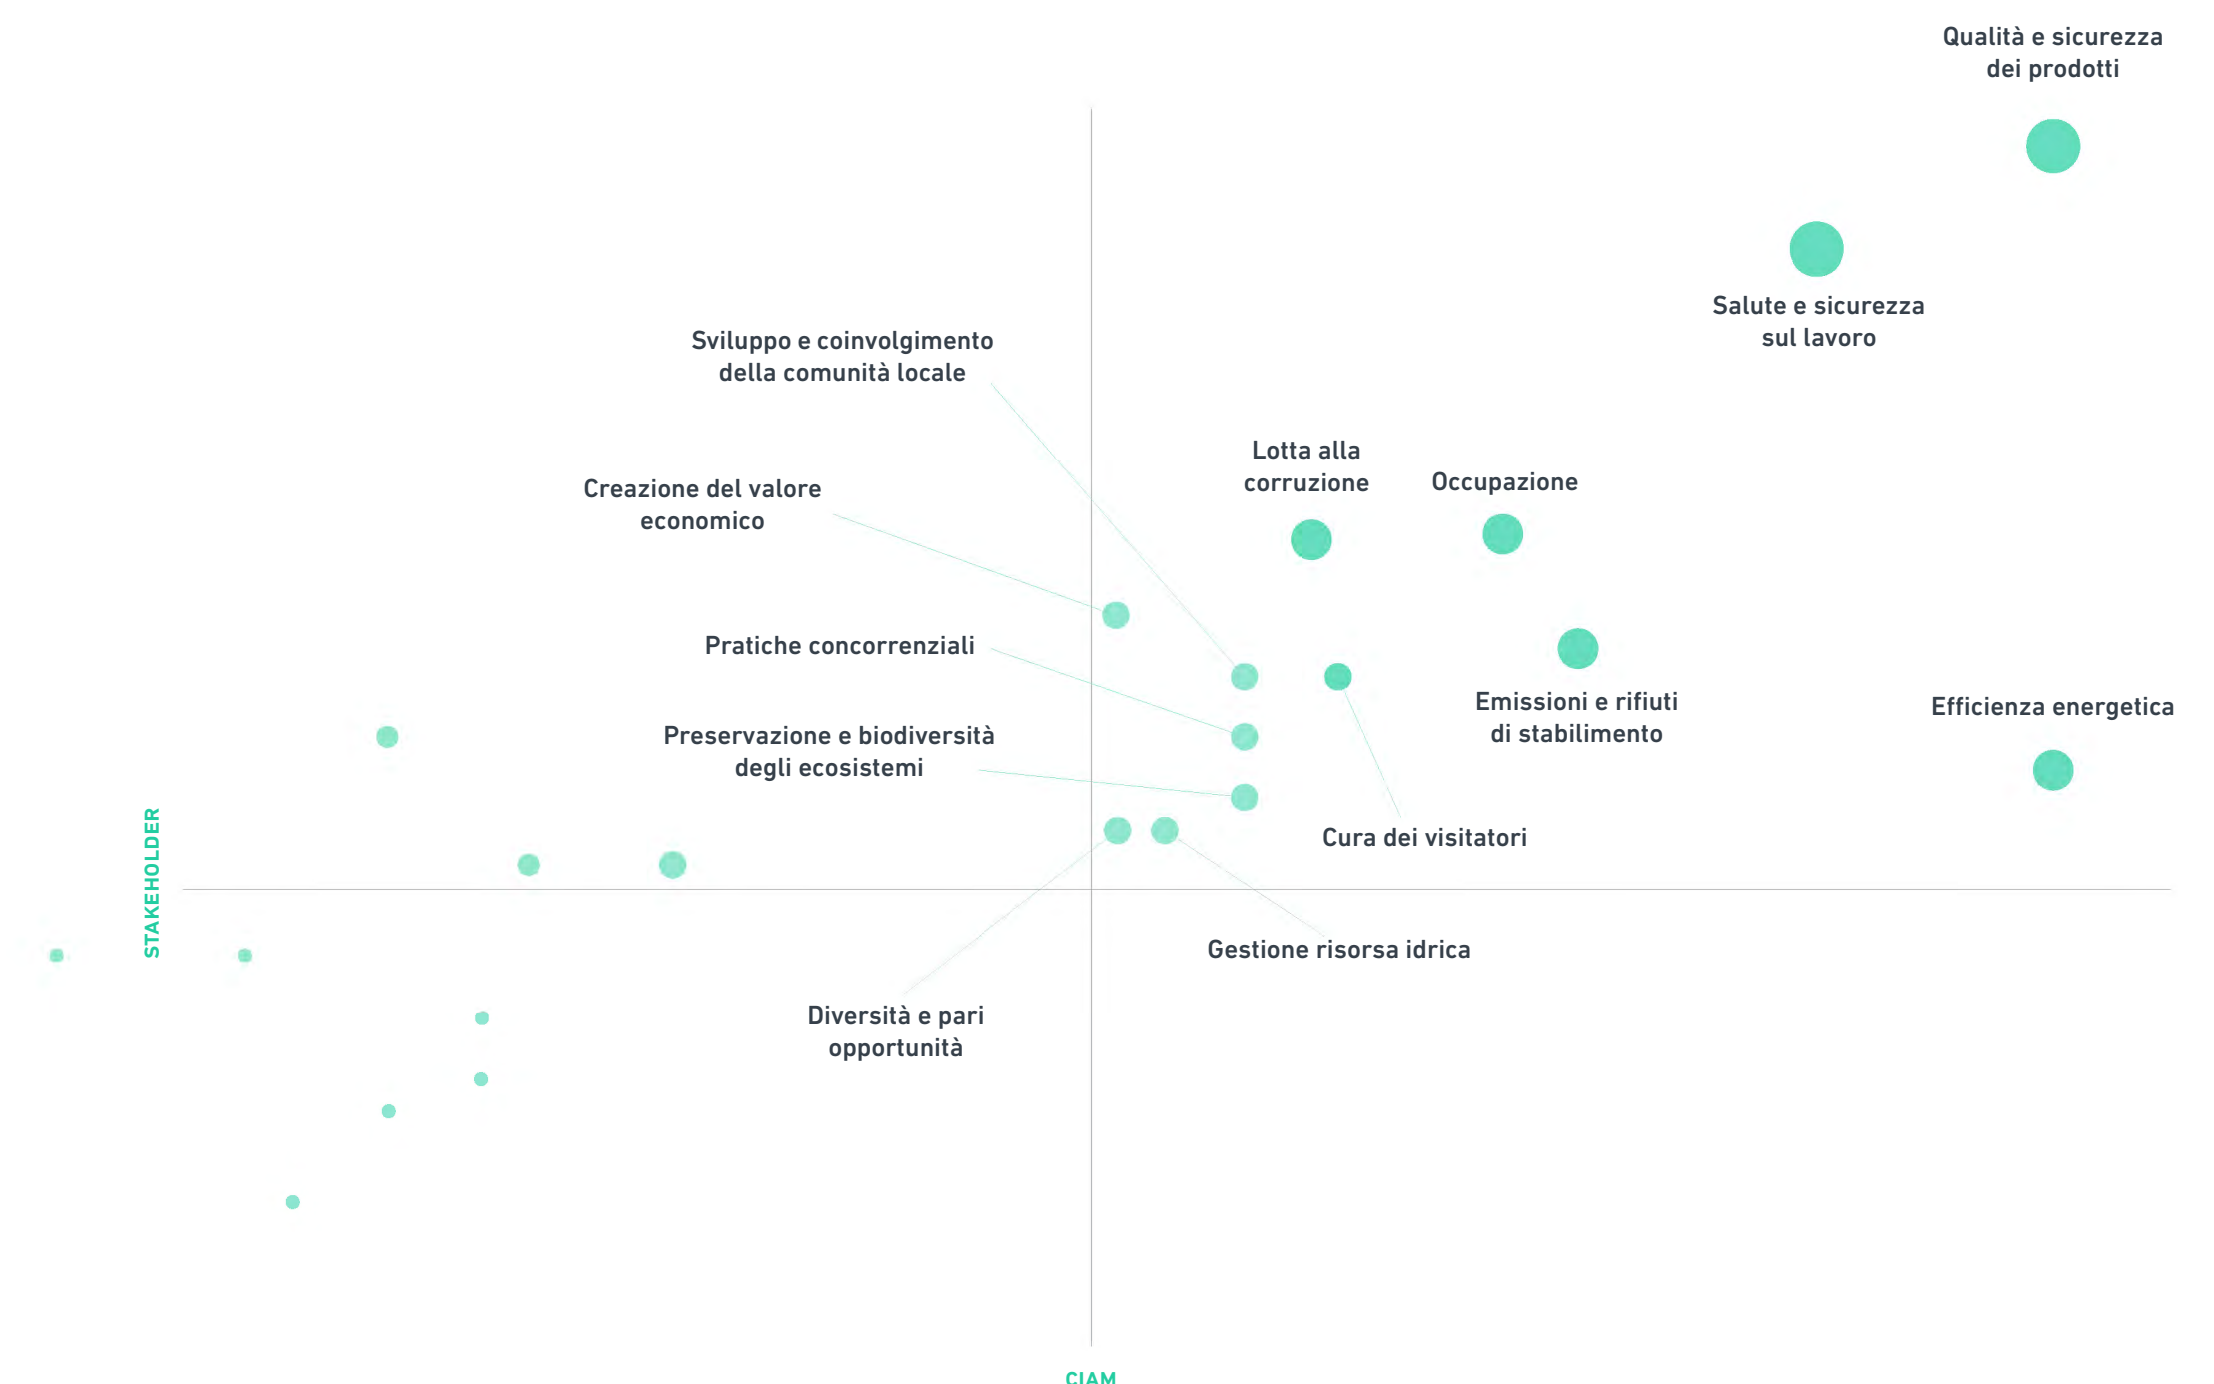 Qualità e sicurezza
dei prodotti
Salute e sicurezza
sul lavoro
Sviluppo e coinvolgimento
della comunità locale
Lotta alla
corruzione
Occupazione
Creazione del valore
economico
Pratiche concorrenziali
Emissioni e rifiuti
di stabilimento
Efficienza energetica
Preservazione e biodiversità
degli ecosistemi
Cura dei visitatori
STAKEHOLDER
Gestione risorsa idrica
Diversità e pari
opportunità
CIAM